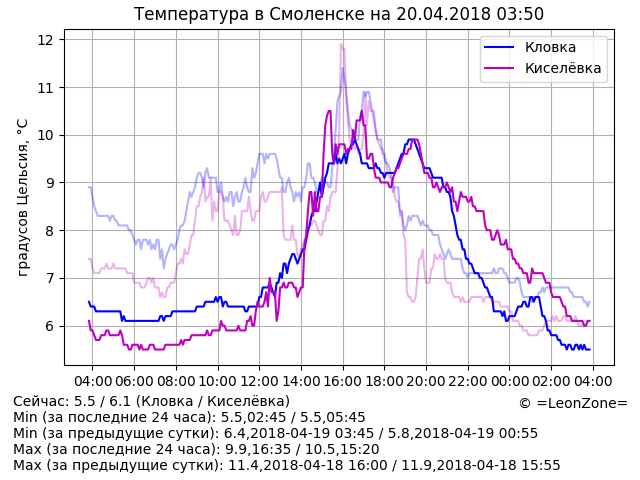 Температура в Смоленске на 20.04.2018 03:50
12
11
10
9
8
7
6
градусов Цельсия, °C
Кловка
Киселёвка
04:00 06:00 08:00 10:00 12:00 14:00 16:00 18:00 20:00 22:00 00:00 02:00 04:00
Сейчас: 5.5 / 6.1 (Кловка / Киселёвка)
© =LeonZone=
Min (за последние 24 часа): 5.5,02:45 / 5.5,05:45
Min (за предыдущие сутки): 6.4,2018-04-19 03:45 / 5.8,2018-04-19 00:55
Max (за последние 24 часа): 9.9,16:35 / 10.5,15:20
Max (за предыдущие сутки): 11.4,2018-04-18 16:00 / 11.9,2018-04-18 15:55